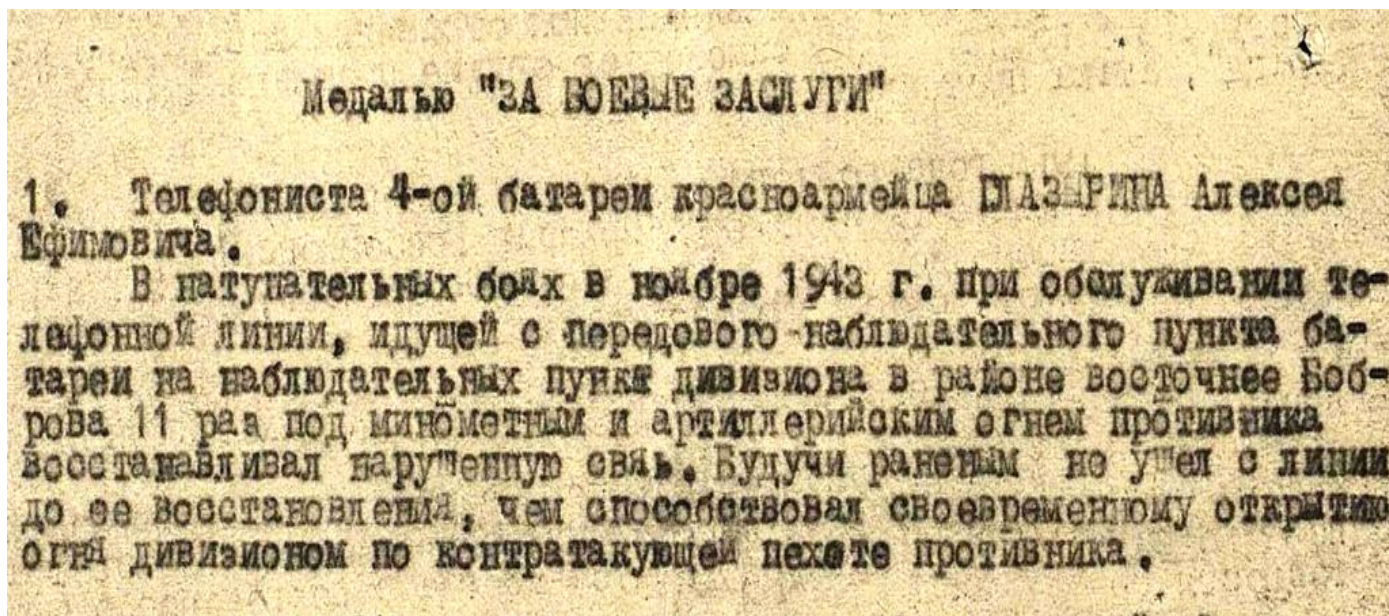 Медалью "ЗА БОЕВЫЕ ЗАСЛУГИ"
1. Телефониста 4-ой батареи красноармейца ГЛАЗЫРИНА Алексея
Ефимовича.
В натупательных боях в ноябре 1943 г. при обслуживании те-
лефонной линии, идущей с передового наблюдательного пункта ба-
тареи на наблюдательных пункт дивизиона в районе восточнее Боб-
рова 11 раз под минометным и артиллерийским огнем противника
восстанавливал нарушенную свяь. Будучи раненым не ушел с линии
до ее восстановления, чем способствовал своевременному открытию
огня дивизионом по контратакующей пехоте противника.